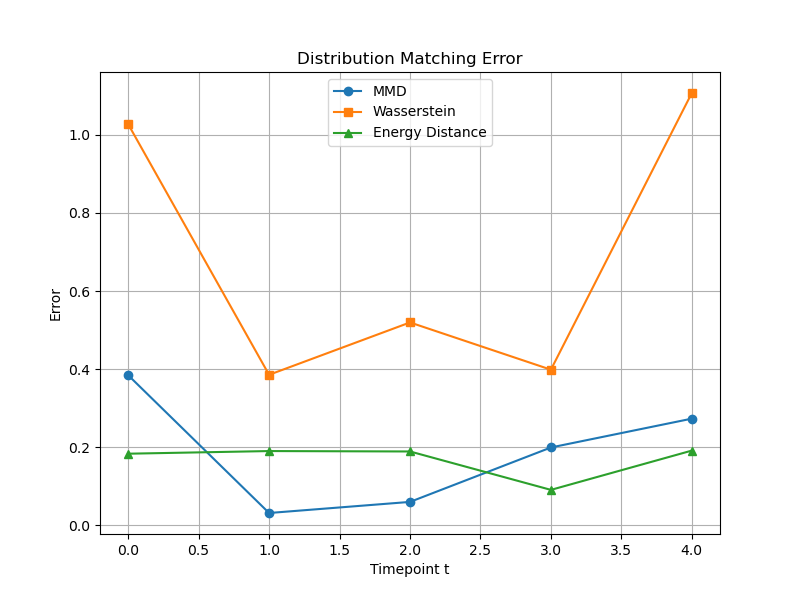 Distribution Matching Error
MMD
Wasserstein
Energy Distance
Error
1.0
0.8
0.6
0.4
0.2
0.0
0.0 0.5 1.0 1.5 2.0 2.5 3.0 3.5 4.0
Timepoint t